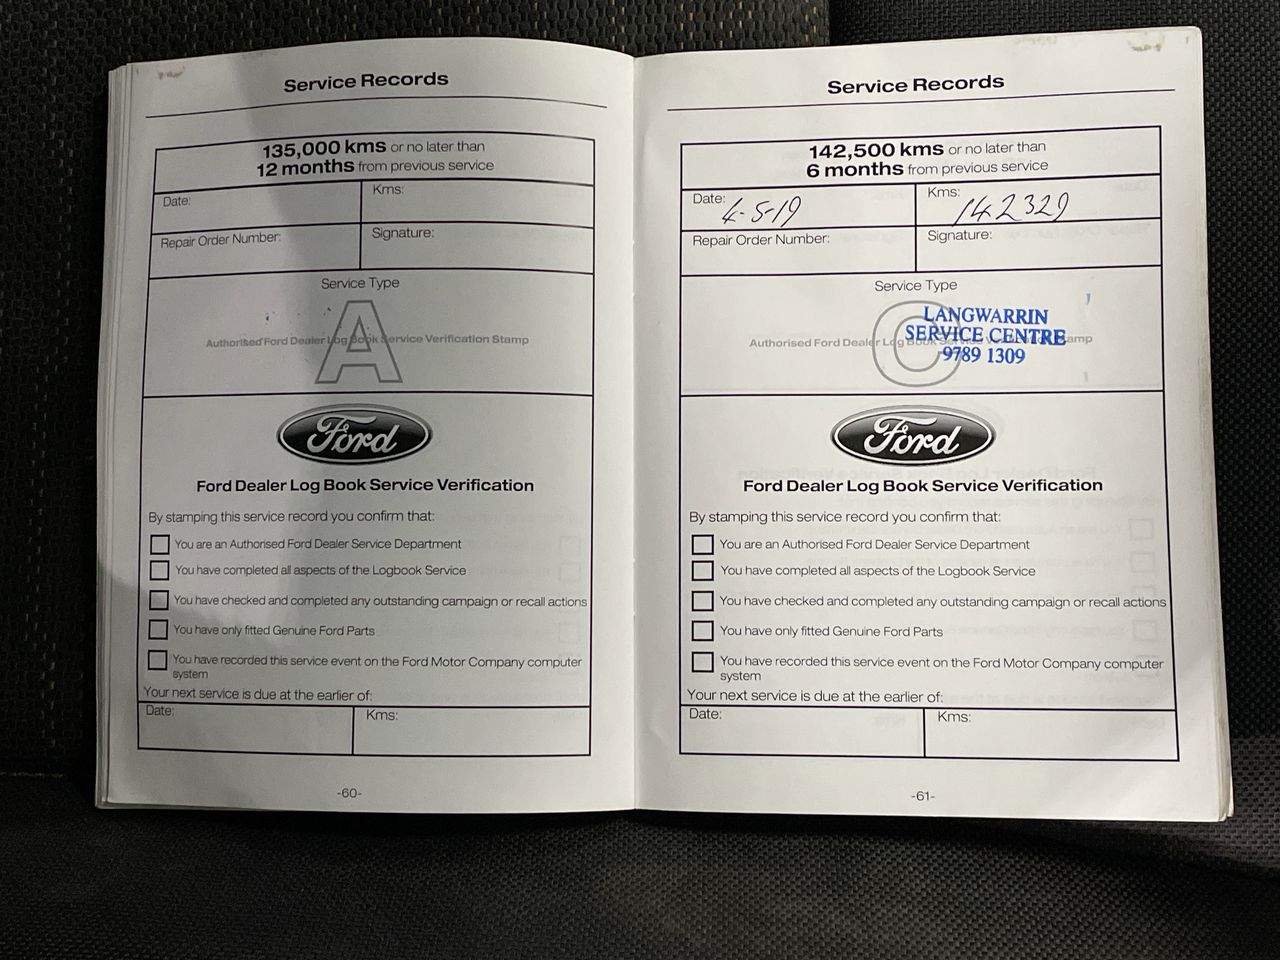 Service Records
135,000 kms or no later than
12 months from previous service
Date:
Kms:
Repair Order Number:
Signature:
Service Type
A
Authorised Ford Dealer Log Book Service Verification Stamp
Ford
Ford Dealer Log Book Service Verification
By stamping this service record you confirm that:
You are an Authorised Ford Dealer Service Department
You have completed all aspects of the Logbook Service
You have checked and completed any outstanding campaign or recall actions
You have only fitted Genuine Ford Parts
You have recorded this service event on the Ford Motor Company computer
system
Your next service is due at the earlier of:
Date:
Kms:
-60-
Service Records
142,500 kms or no later than
6 months from previous service
Date: 4-5-19
Kms: 142329
Repair Order Number:
Signature:
Service Type
C
LANGWARRIN
SERVICE CENTRE
9789 1309
Authorised Ford Dealer Log Book Service Verification Stamp
Ford
Ford Dealer Log Book Service Verification
By stamping this service record you confirm that:
You are an Authorised Ford Dealer Service Department
You have completed all aspects of the Logbook Service
You have checked and completed any outstanding campaign or recall actions
You have only fitted Genuine Ford Parts
You have recorded this service event on the Ford Motor Company computer
system
Your next service is due at the earlier of:
Date:
Kms:
-61-